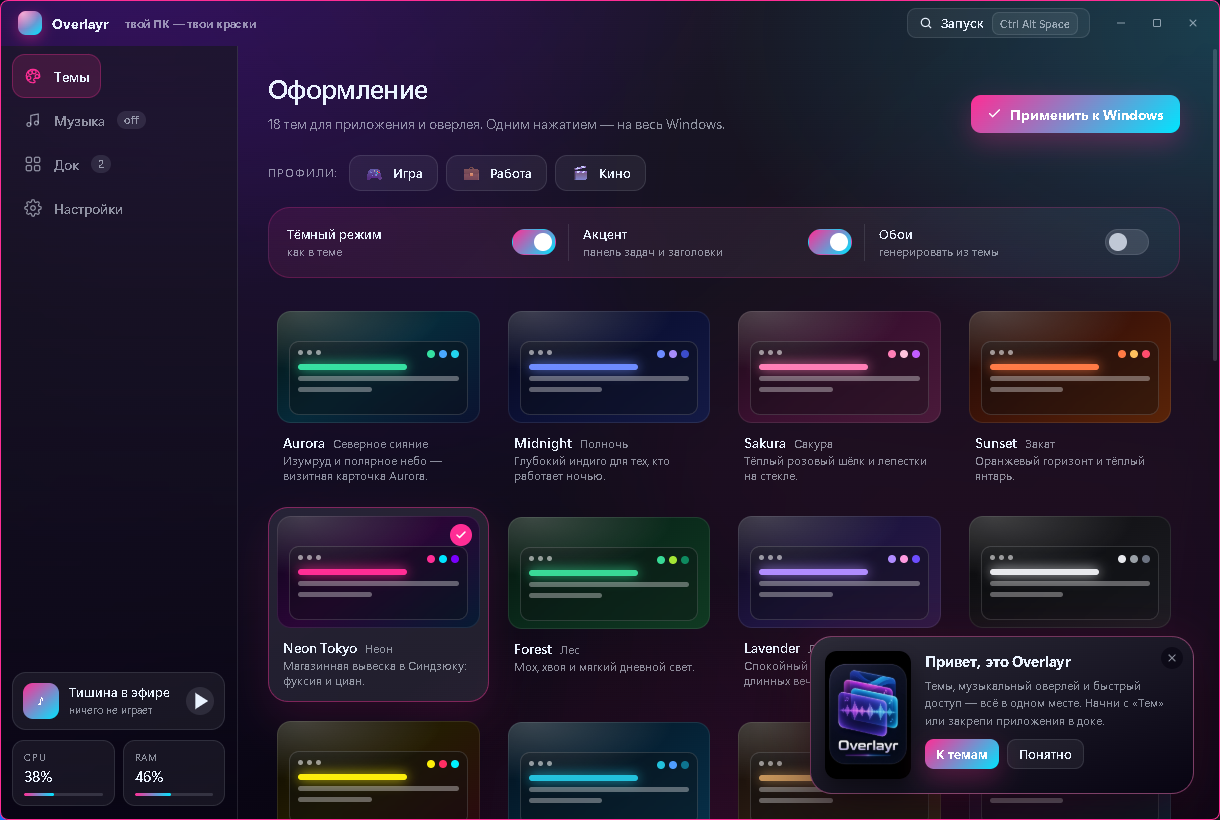 Overlayr твой ПК — твои краски
Запуск Ctrl Alt Space
Темы
Музыка off
Док 2
Настройки
Оформление
18 тем для приложения и оверлея. Одним нажатием — на весь Windows.
Применить к Windows
ПРОФИЛИ: Игра Работа Кино
Тёмный режим
как в теме
Акцент
панель задач и заголовки
Обои
генерировать из темы
Aurora Северное сияние
Изумруд и полярное небо —
визитная карточка Aurora.
Midnight Полночь
Глубокий индиго для тех, кто
работает ночью.
Sakura Сакура
Тёплый розовый шёлк и лепестки
на стекле.
Sunset Закат
Оранжевый горизонт и тёплый
янтарь.
Neon Tokyo Неон
Магазинная вывеска в Синдзюку:
фуксия и циан.
Forest Лес
Мох, хвоя и мягкий дневной свет.
Lavender
Спокойный
длинных
Привет, это Overlayr
Темы, музыкальный оверлей и быстрый
доступ — всё в одном месте. Начни с «Тем»
или закрепи приложения в доке.
К темам Понятно
Overlayr
Тишина в эфире
ничего не играет
CPU
38%
RAM
46%